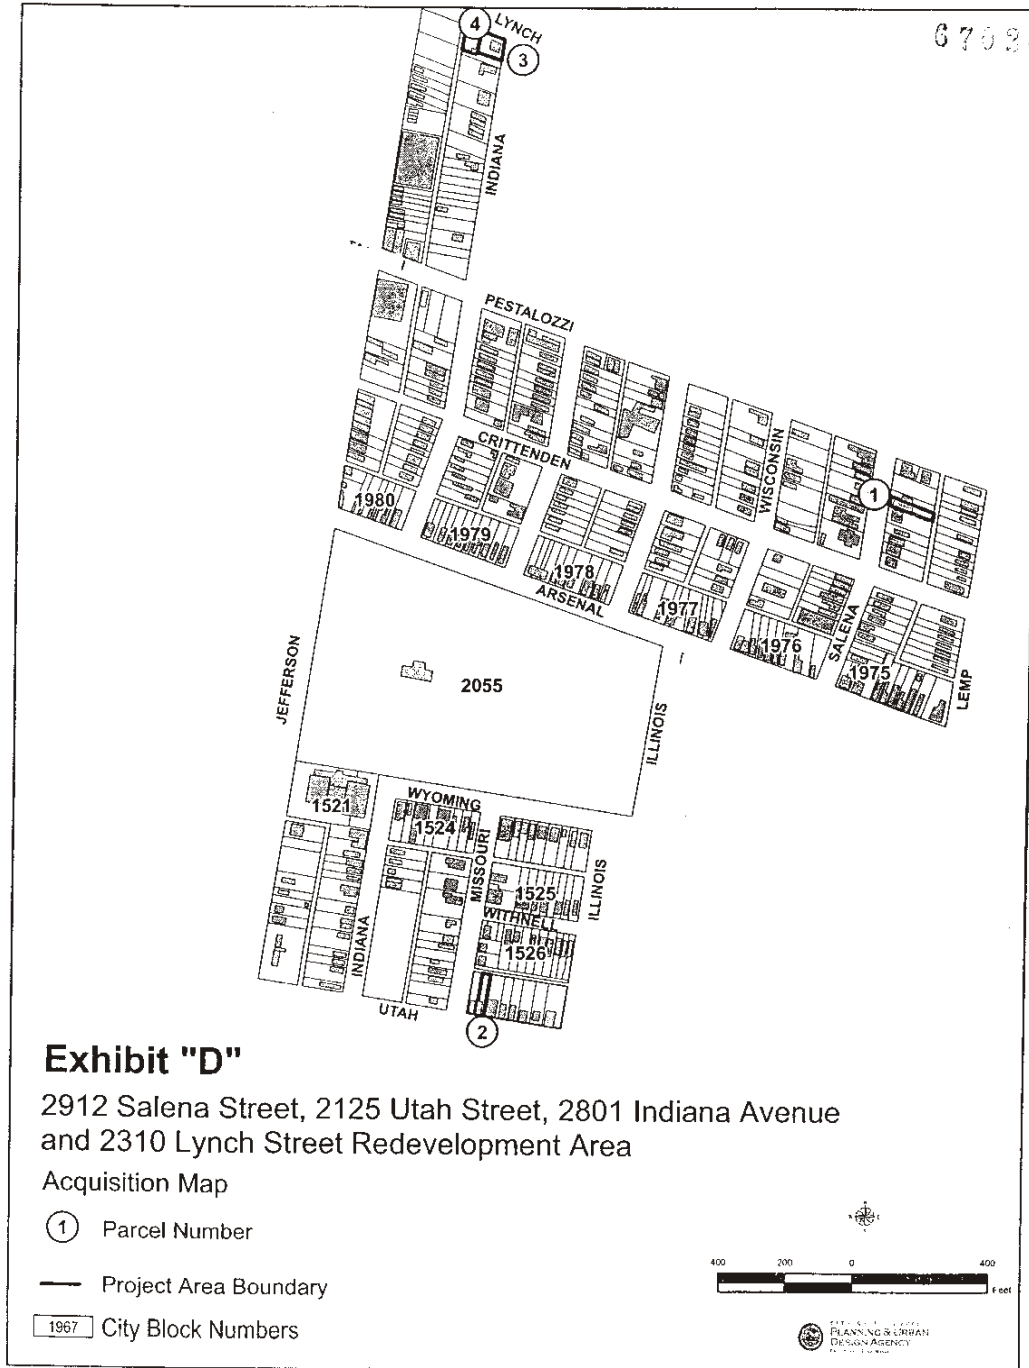 4
LYNCH
3
INDIANA
PESTALOZZI
CRITTENDEN
WISCONSIN
1
1980
1979
1978
ARSENAL
1977
1976
SALENA
1975
LEMP
JEFFERSON
2055
ILLINOIS
1521
WYOMING
1524
MISSOURI
1525
ILLINOIS
WITHNELL
1526
INDIANA
UTAH
2
Exhibit "D"
2912 Salena Street, 2125 Utah Street, 2801 Indiana Avenue
and 2310 Lynch Street Redevelopment Area
Acquisition Map
1 Parcel Number
Project Area Boundary
1967 City Block Numbers
400 200 0 400
Feet
PLANNING & URBAN
DESIGN AGENCY